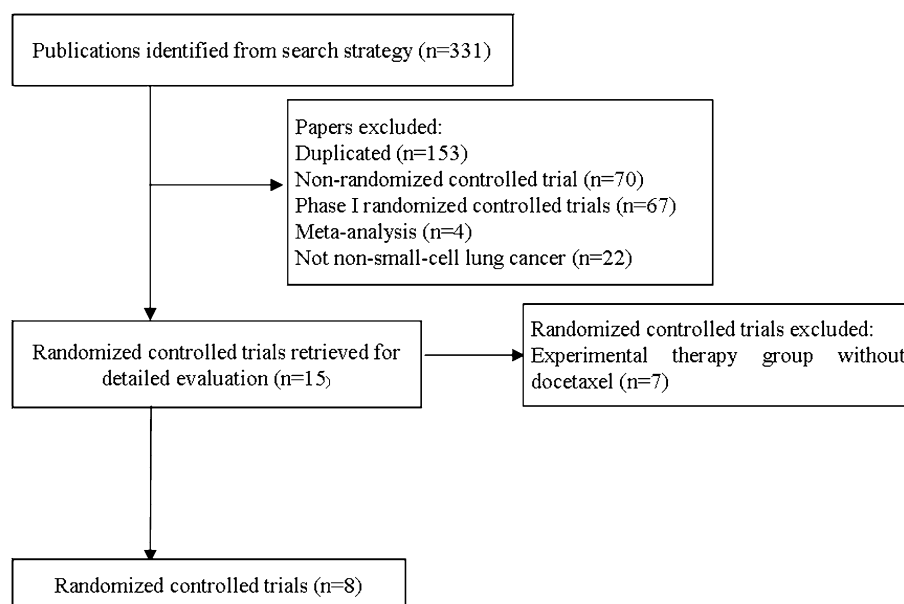 Publications identified from search strategy (n=331)
Papers excluded:
Duplicated (n=153)
Non-randomized controlled trial (n=70)
Phase I randomized controlled trials (n=67)
Meta-analysis (n=4)
Not non-small-cell lung cancer (n=22)
Randomized controlled trials retrieved for
detailed evaluation (n=15)
Randomized controlled trials excluded:
Experimental therapy group without
docetaxel (n=7)
Randomized controlled trials (n=8)